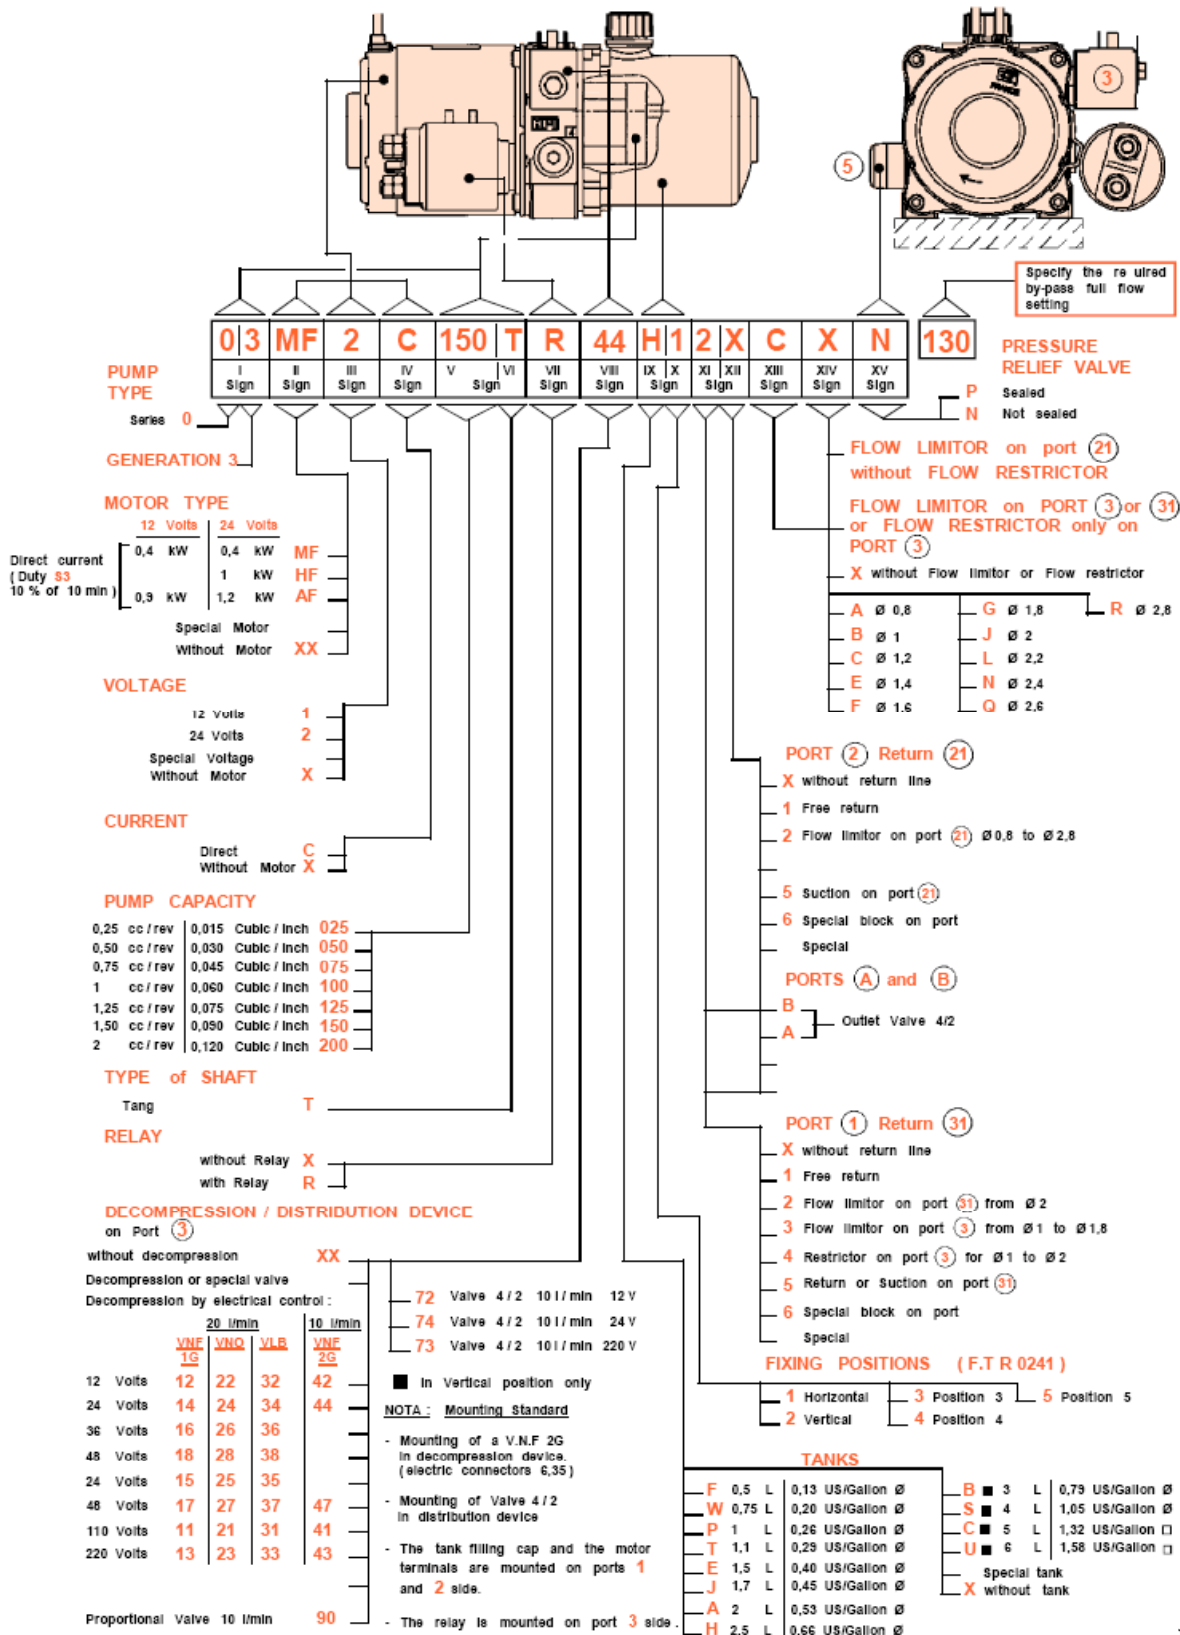 HPI
FRANCE
3
5
Specify the re uired
by-pass full flow
setting
0 3 MF 2 C 150 T R 44 H 1 2 X C X N 130
I Sign II Sign III Sign IV Sign V VI Sign VII Sign VIII Sign IX X Sign XI XII Sign XIII Sign XIV Sign XV Sign
PUMP
TYPE
Series 0
GENERATION 3
PRESSURE
RELIEF VALVE
P Sealed
N Not sealed
MOTOR TYPE
12 Volts 24 Volts
Direct current
( Duty S3
10 % of 10 min )
0,4 kW 0,4 kW MF
1 kW HF
0,9 kW 1,2 kW AF
Special Motor
Without Motor XX
VOLTAGE
12 Volts 1
24 Volts 2
Special Voltage
Without Motor X
CURRENT
Direct C
Without Motor X
PUMP CAPACITY
0,25 cc / rev 0,015 Cubic / Inch 025
0,50 cc / rev 0,030 Cubic / Inch 050
0,75 cc / rev 0,045 Cubic / Inch 075
1 cc / rev 0,060 Cubic / Inch 100
1,25 cc / rev 0,075 Cubic / Inch 125
1,50 cc / rev 0,090 Cubic / Inch 150
2 cc / rev 0,120 Cubic / Inch 200
TYPE of SHAFT
Tang T
RELAY
without Relay X
with Relay R
DECOMPRESSION / DISTRIBUTION DEVICE
on Port 3
without decompression XX
Decompression or special valve
Decompression by electrical control :
20 l/min 10 l/min
VNF 1G VNO VLB VNF 2G
12 Volts 12 22 32 42
24 Volts 14 24 34 44
36 Volts 16 26 36
48 Volts 18 28 38
24 Volts 15 25 35
48 Volts 17 27 37 47
110 Volts 11 21 31 41
220 Volts 13 23 33 43
Proportional Valve 10 l/min 90
72 Valve 4 / 2 10 l / min 12 V
74 Valve 4 / 2 10 l / min 24 V
73 Valve 4 / 2 10 l / min 220 V
■ In Vertical position only
NOTA : Mounting Standard
- Mounting of a V.N.F 2G
in decompression device.
( electric connectors 6,35 )
- Mounting of Valve 4 / 2
in distribution device
- The tank filling cap and the motor
terminals are mounted on ports 1
and 2 side.
- The relay is mounted on port 3 side.
FLOW LIMITOR on port 21
without FLOW RESTRICTOR
FLOW LIMITOR on PORT 3 or 31
or FLOW RESTRICTOR only on
PORT 3
X without Flow limitor or Flow restrictor
A Ø 0,8 G Ø 1,8 R Ø 2,8
B Ø 1 J Ø 2
C Ø 1,2 L Ø 2,2
E Ø 1,4 N Ø 2,4
F Ø 1,6 Q Ø 2,6
PORT 2 Return 21
X without return line
1 Free return
2 Flow limitor on port 21 Ø 0,8 to Ø 2,8
5 Suction on port 21
6 Special block on port
Special
PORTS A and B
B
A
Outlet Valve 4/2
PORT 1 Return 31
X without return line
1 Free return
2 Flow limitor on port 31 from Ø 2
3 Flow limitor on port 3 from Ø 1 to Ø 1,8
4 Restrictor on port 3 for Ø 1 to Ø 2
5 Return or Suction on port 31
6 Special block on port
Special
FIXING POSITIONS ( F.T R 0241 )
1 Horizontal 3 Position 3 5 Position 5
2 Vertical 4 Position 4
TANKS
F 0,5 L 0,13 US/Gallon Ø
W 0,75 L 0,20 US/Gallon Ø
P 1 L 0,26 US/Gallon Ø
T 1,1 L 0,29 US/Gallon Ø
E 1,5 L 0,40 US/Gallon Ø
J 1,7 L 0,45 US/Gallon Ø
A 2 L 0,53 US/Gallon Ø
H 2,5 L 0,66 US/Gallon Ø
B ■ 3 L 0,79 US/Gallon Ø
S ■ 4 L 1,05 US/Gallon Ø
C ■ 5 L 1,32 US/Gallon □
U ■ 6 L 1,58 US/Gallon □
Special tank
X without tank